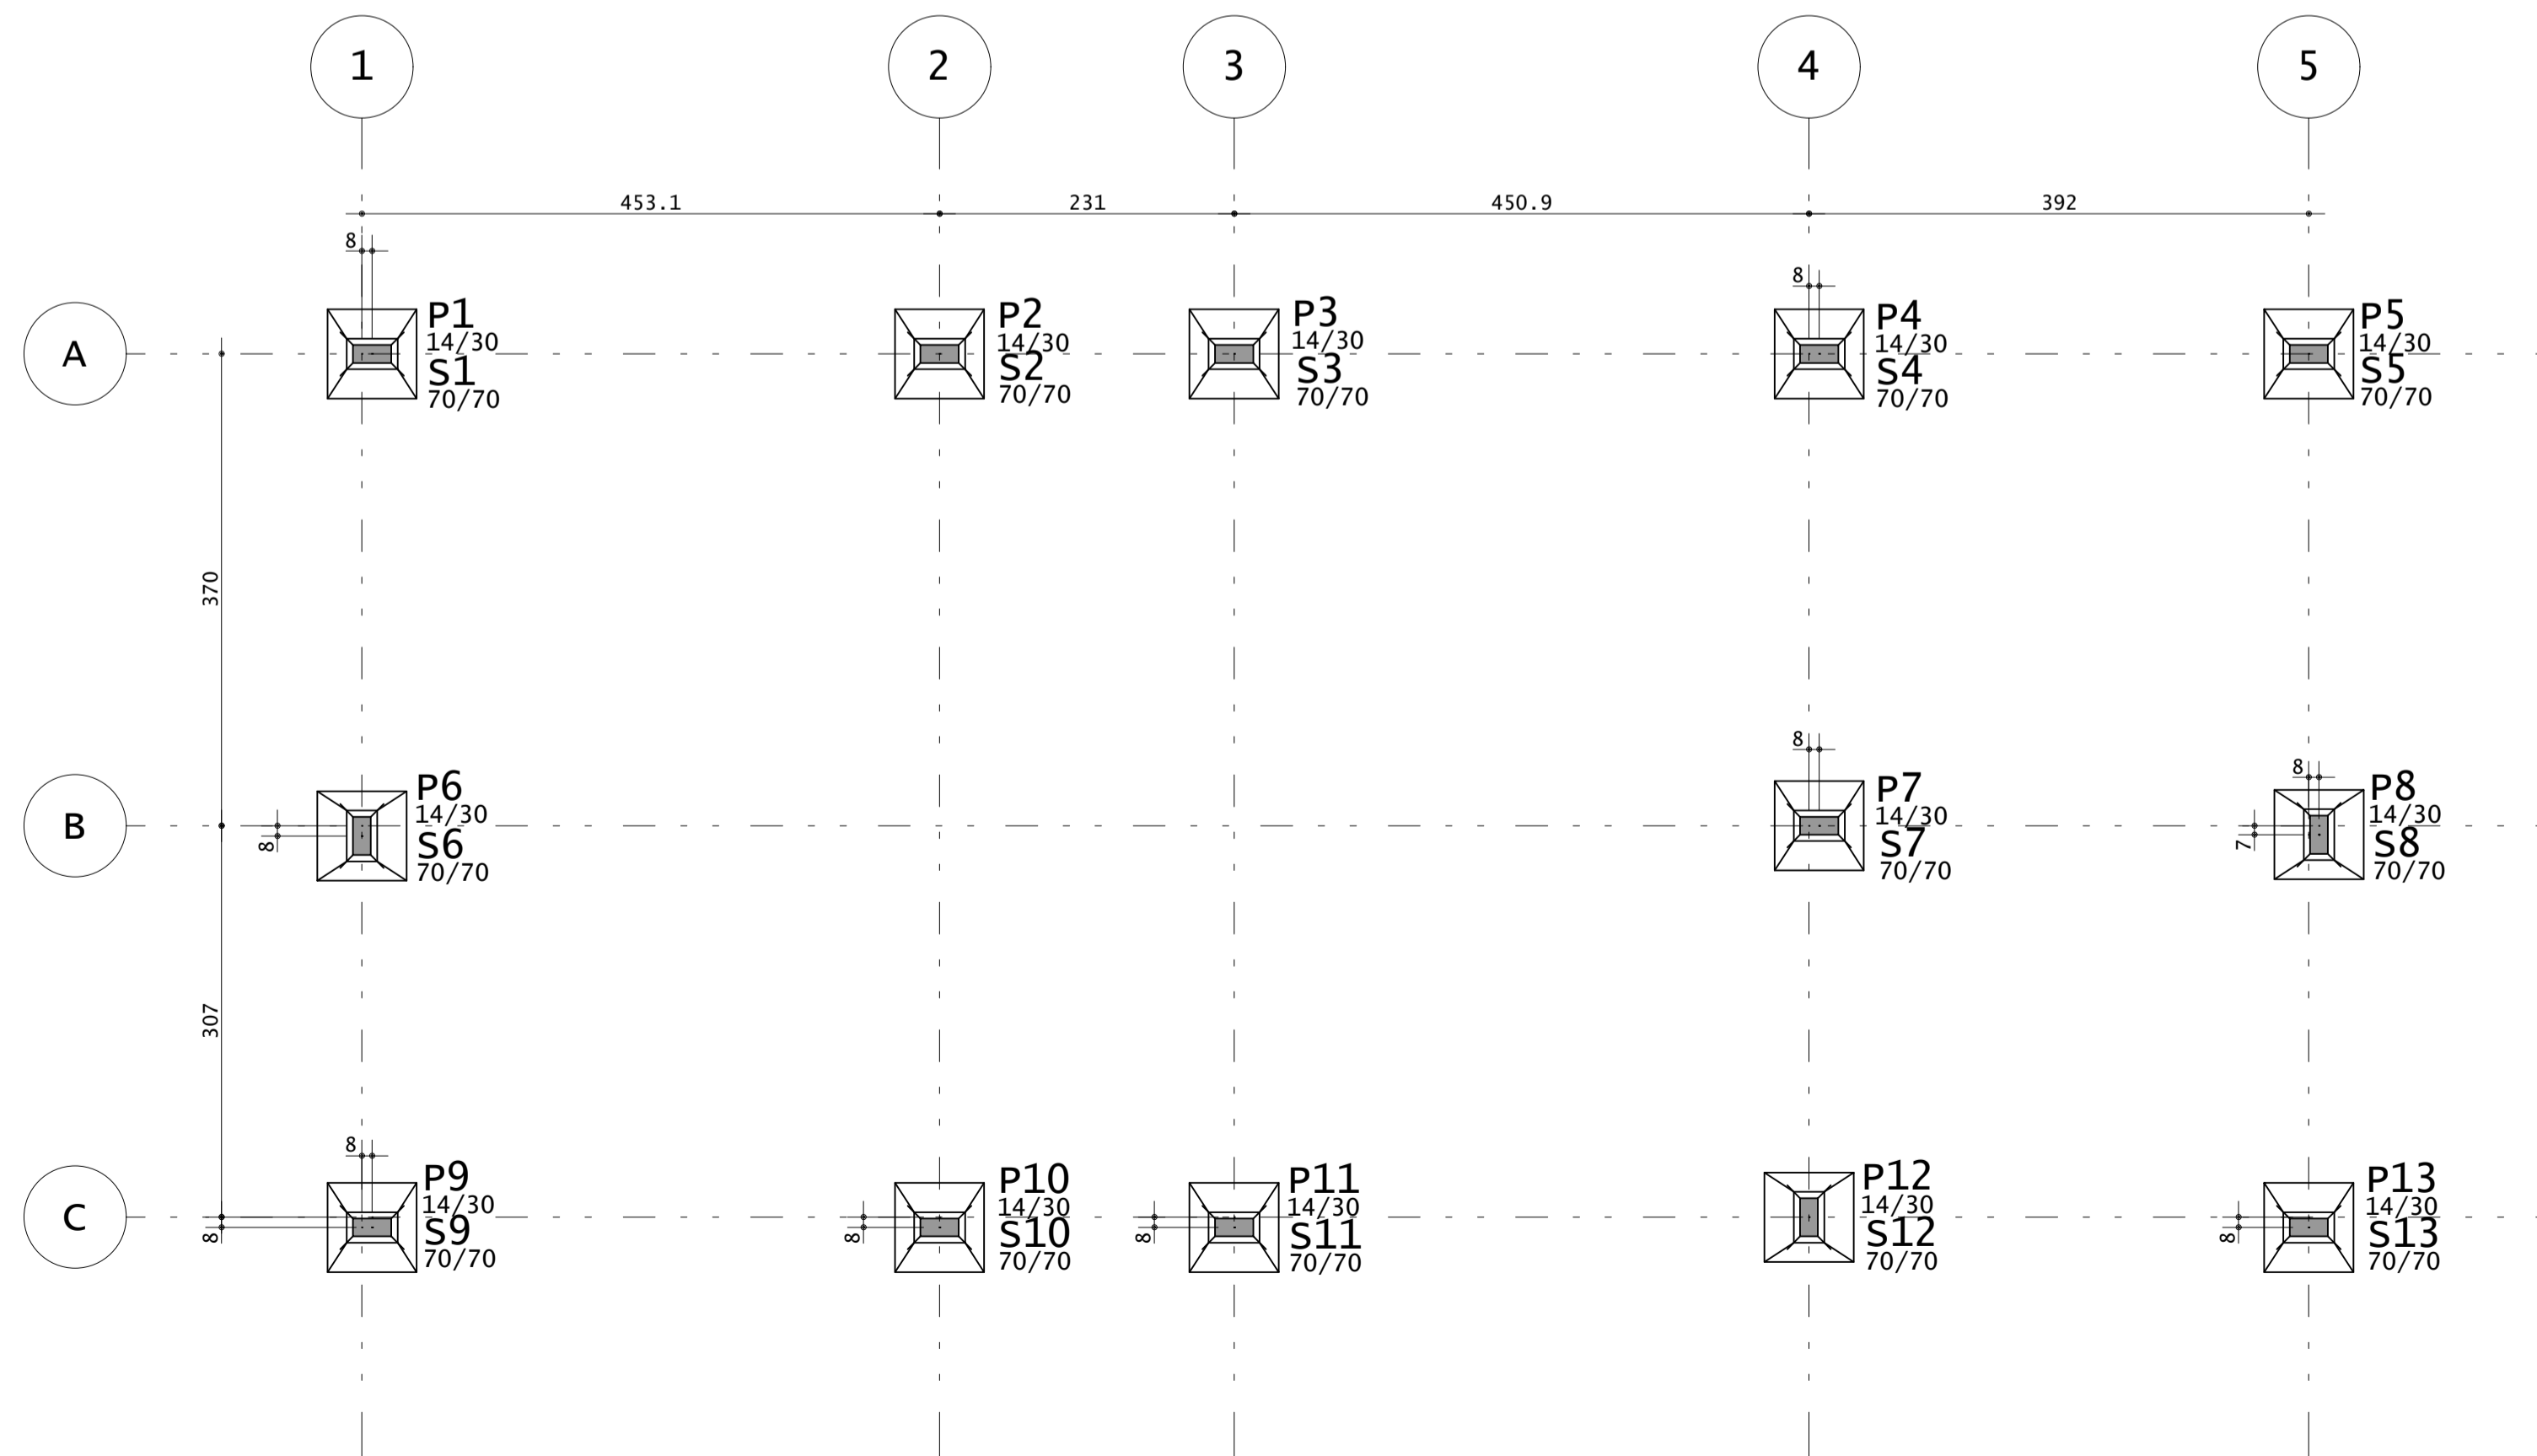 1 2 3 4 5
453.1 231 450.9 392
8
8
A
P1 P2 P3 P4 P5
14/30 14/30 14/30 14/30 14/30
S1 S2 S3 S4 S5
70/70 70/70 70/70 70/70 70/70
370
8
8
B
P6 P7 P8
14/30 14/30 14/30
8 7
S6 S7 S8
70/70 70/70 70/70
307
8
C
P9 P10 P11 P12 P13
14/30 14/30 14/30 14/30 14/30
S9 S10 S11 S12 S13
8 8 8 8
70/70 70/70 70/70 70/70 70/70